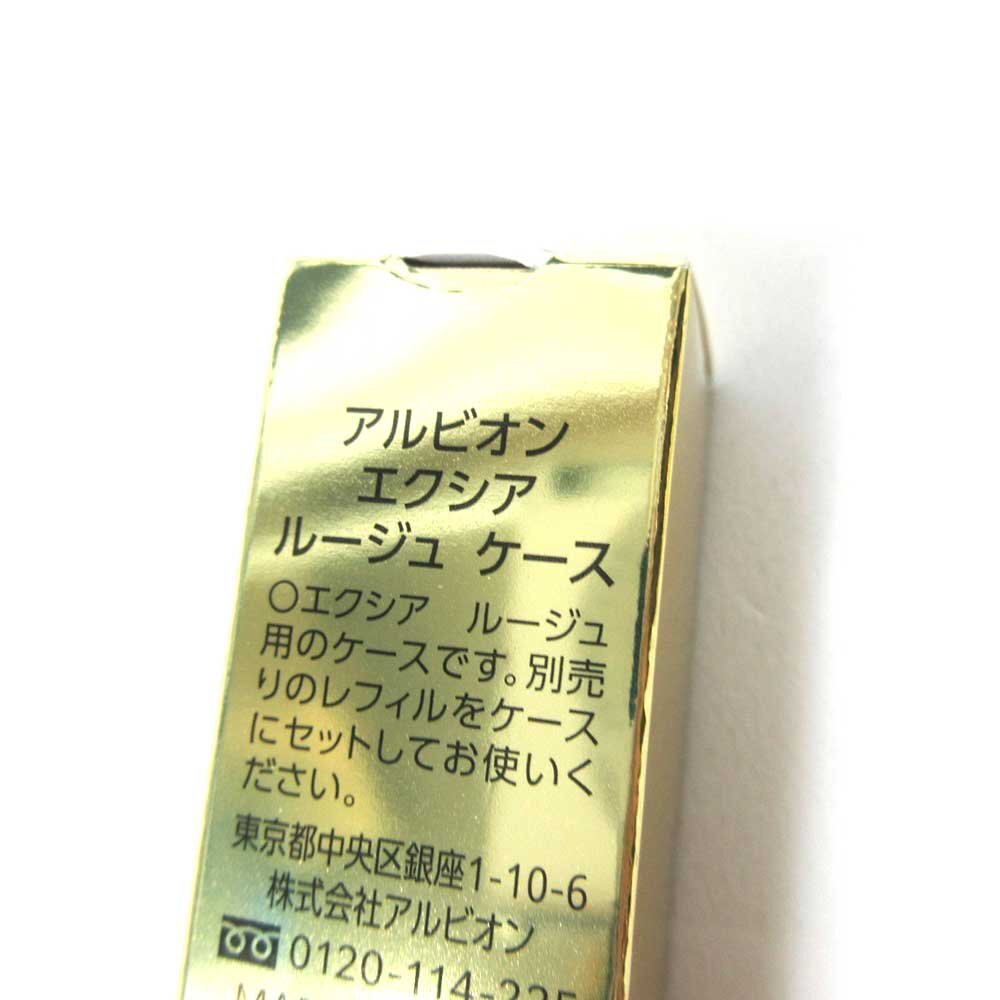 アルビオン
エクシア
ルージュ ケース
○エクシア ルージュ
用のケースです。別売
りのレフィルをケース
にセットしてお使いく
ださい。
東京都中央区銀座1-10-6
株式会社アルビオン
0120-114-225